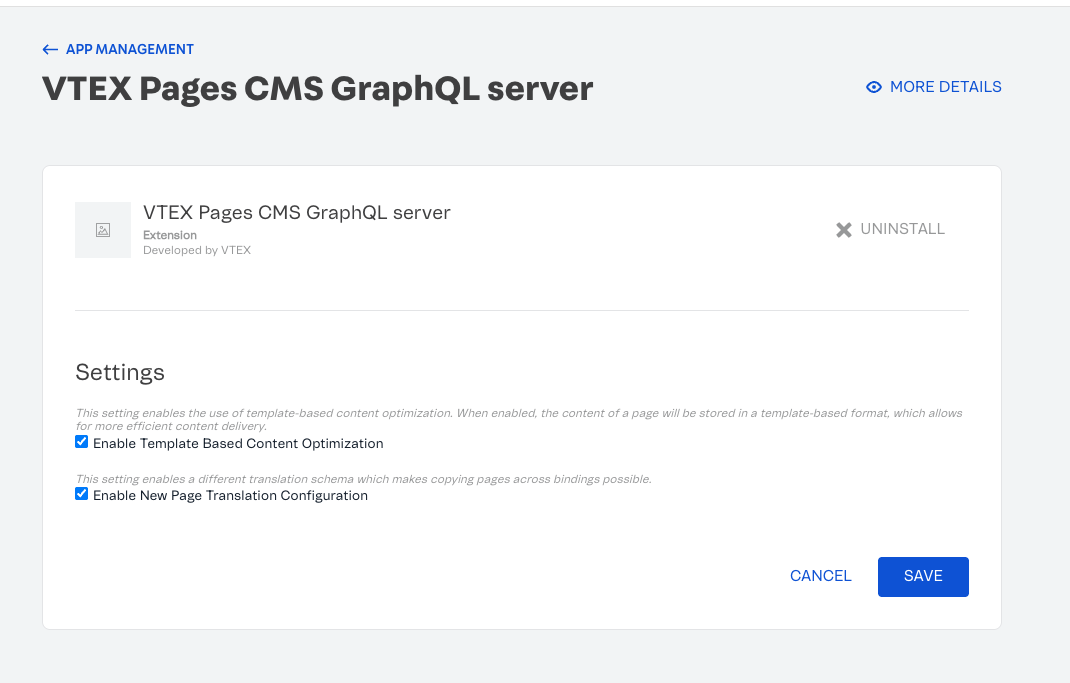 APP MANAGEMENT
VTEX Pages CMS GraphQL server
MORE DETAILS
VTEX Pages CMS GraphQL server
Extension
Developed by VTEX
UNINSTALL
Settings
This setting enables the use of template-based content optimization. When enabled, the content of a page will be stored in a template-based format, which allows
for more efficient content delivery.
Enable Template Based Content Optimization
This setting enables a different translation schema which makes copying pages across bindings possible.
Enable New Page Translation Configuration
CANCEL
SAVE